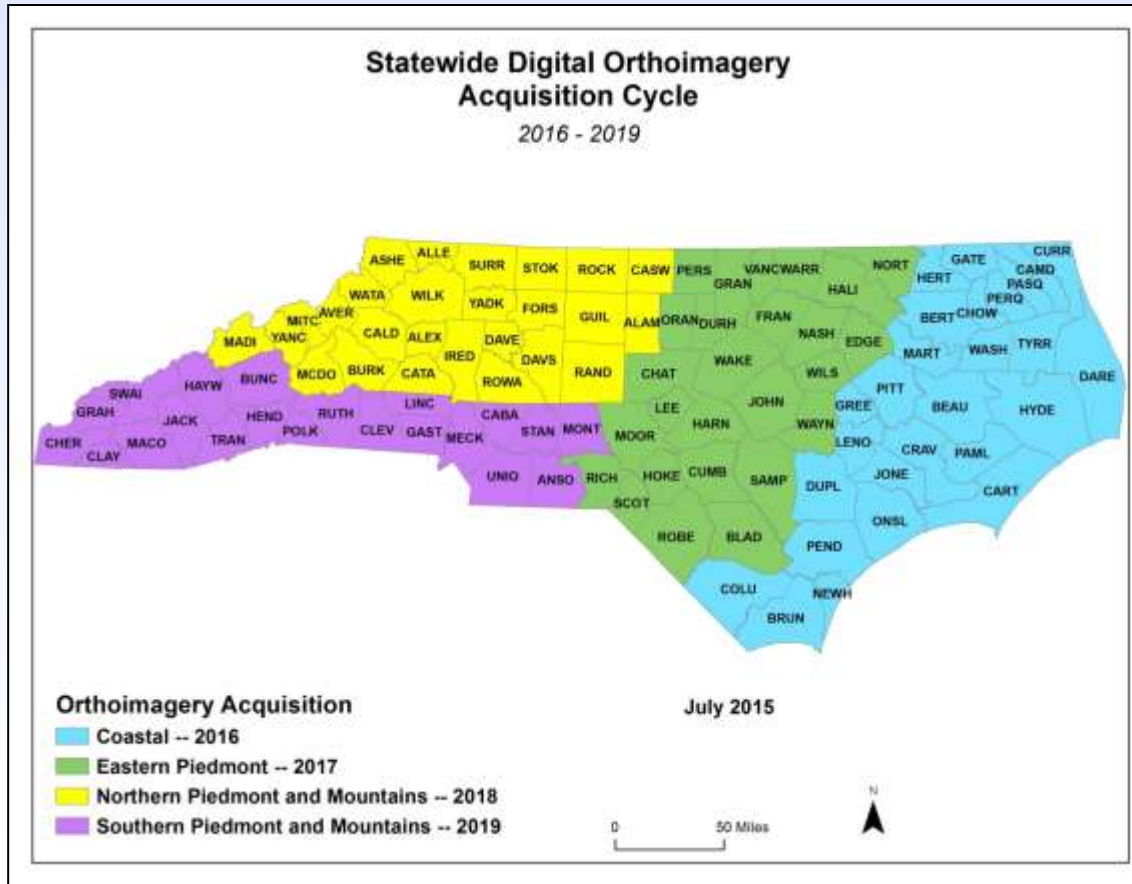 Statewide Digital Orthoimagery
Acquisition Cycle
2016 - 2019
ASHE
ALLE
SURR
STOK
ROCK
CASW
PERS
GRAN
VANC
WARR
NORT
HERT
GATE
CURR
CAMD
PASQ
PERQ
CHOW
BERT
HALI
WATA
WILK
YADK
FORS
GUIL
ALAM
ORAN
DURH
FRAN
NASH
EDGE
MART
WASH
TYRR
DARE
MADI
YANC
MITC
AVER
CALD
ALEX
IRED
DAVE
DAVS
RAND
CHAT
WAKE
WILS
PITT
BEAU
HYDE
MCDO
BURK
CATA
ROWA
SWAI
HAYW
BUNC
GRAH
JACK
HEND
RUTH
LINC
CABA
STAN
MONT
LEE
HARN
JOHN
WAYN
GREE
LENO
CRAV
PAML
CHER
CLAY
MACO
TRAN
POLK
CLEV
GAST
MECK
MOOR
UNIO
ANSO
RICH
HOKE
CUMB
SAMP
DUPL
JONE
CART
SCOT
ROBE
BLAD
ONSL
PEND
COLU
NEWH
BRUN
Orthoimagery Acquisition
July 2015
Coastal -- 2016
Eastern Piedmont -- 2017
Northern Piedmont and Mountains -- 2018
Southern Piedmont and Mountains -- 2019
0 50 Miles
N